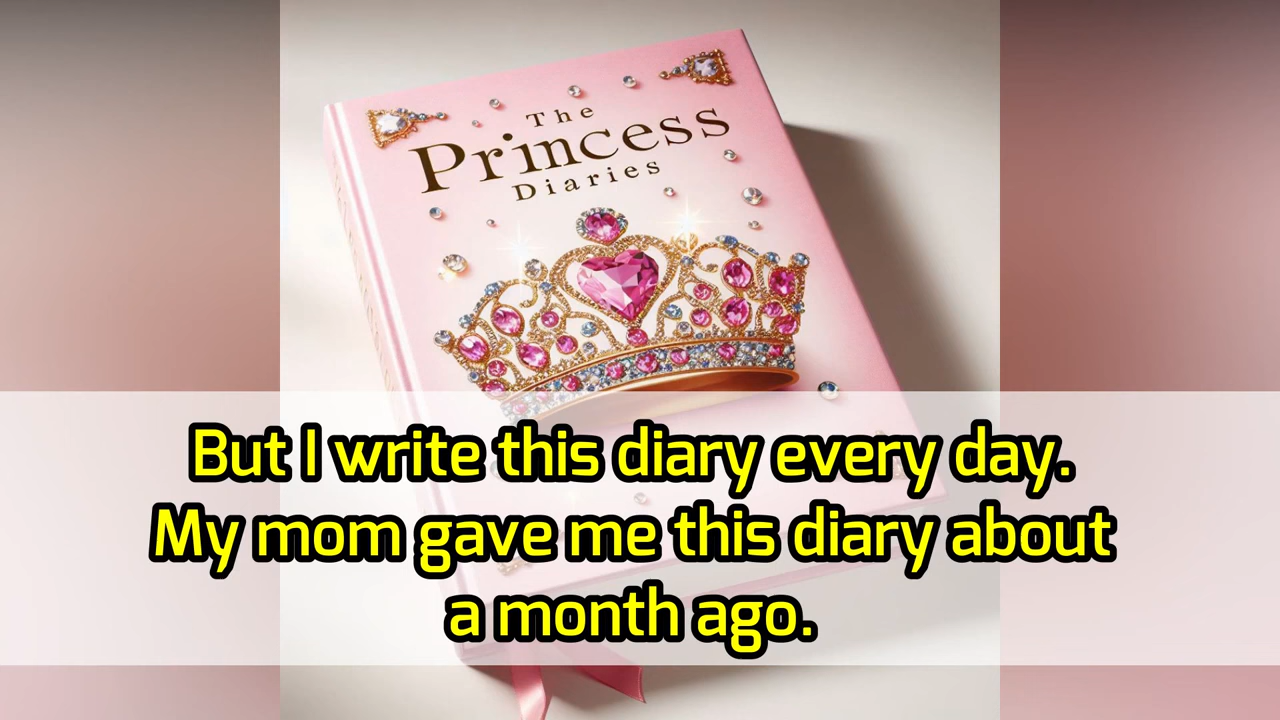 The
Princess
Diaries
But I write this diary every day.
My mom gave me this diary about
a month ago.